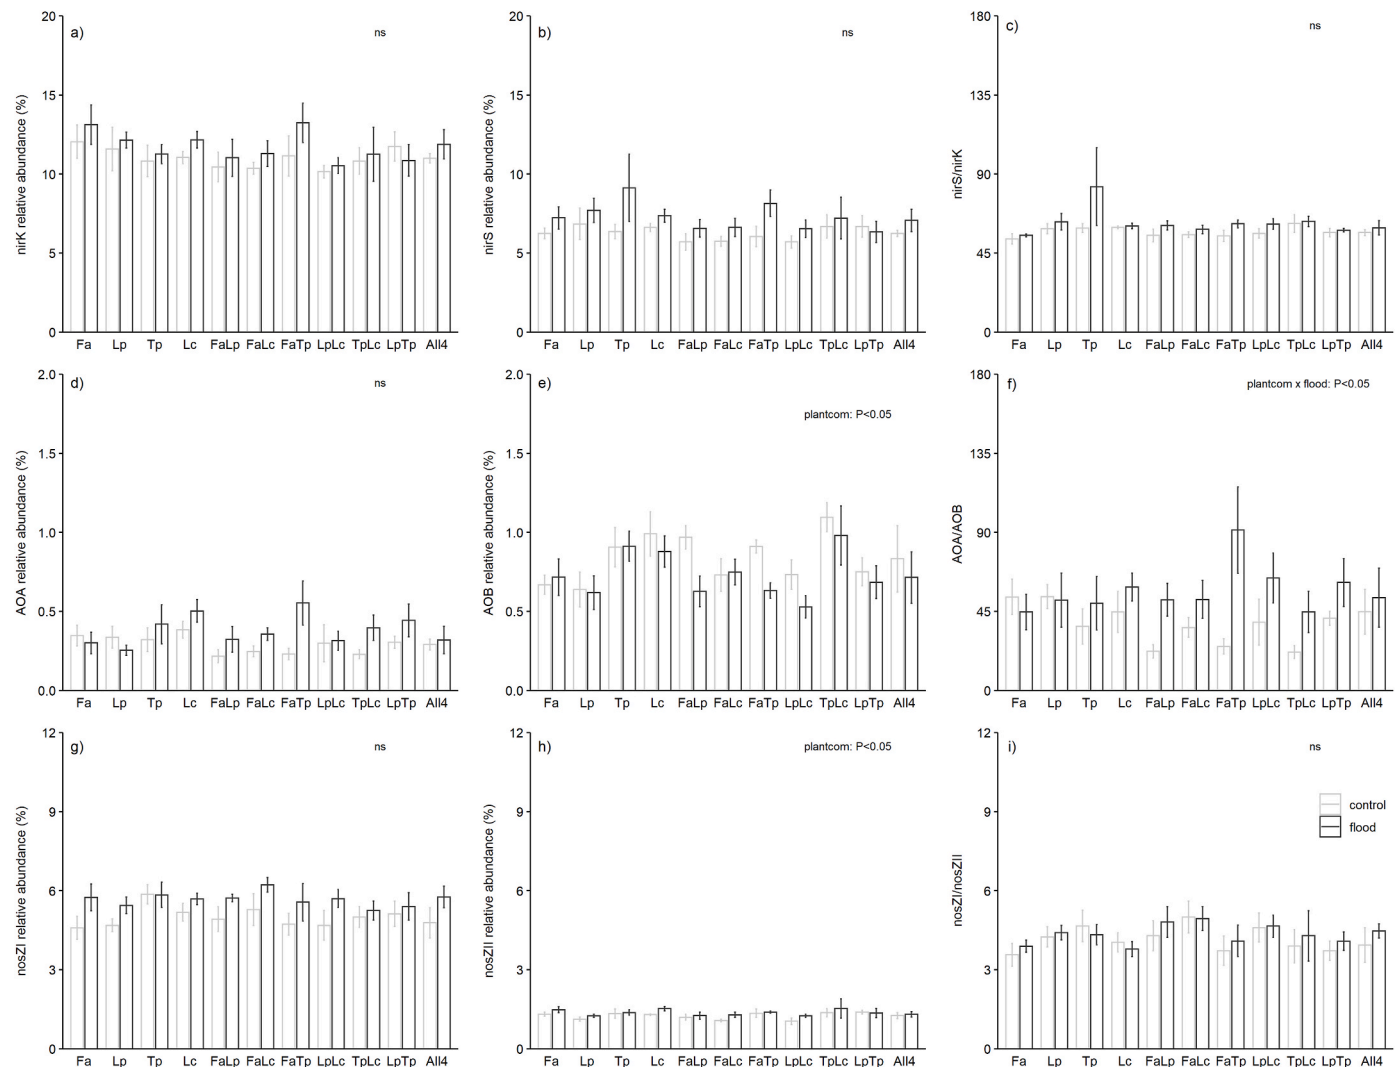 a)
ns
nirK relative abundance (%)
20
15
10
5
0
Fa Lp Tp Lc FaLp FaLc FaTp LpLc TpLc LpTp All4
b)
ns
nirS relative abundance (%)
20
15
10
5
0
Fa Lp Tp Lc FaLp FaLc FaTp LpLc TpLc LpTp All4
c)
ns
nirS/nirK
180
135
90
45
0
Fa Lp Tp Lc FaLp FaLc FaTp LpLc TpLc LpTp All4
d)
ns
AOA relative abundance (%)
2.0
1.5
1.0
0.5
0.0
Fa Lp Tp Lc FaLp FaLc FaTp LpLc TpLc LpTp All4
e)
plantcom: P<0.05
AOB relative abundance (%)
2.0
1.5
1.0
0.5
0.0
Fa Lp Tp Lc FaLp FaLc FaTp LpLc TpLc LpTp All4
f)
plantcom x flood: P<0.05
AOA/AOB
180
135
90
45
0
Fa Lp Tp Lc FaLp FaLc FaTp LpLc TpLc LpTp All4
g)
ns
nosZI relative abundance (%)
12
9
6
3
0
Fa Lp Tp Lc FaLp FaLc FaTp LpLc TpLc LpTp All4
h)
plantcom: P<0.05
nosZII relative abundance (%)
12
9
6
3
0
Fa Lp Tp Lc FaLp FaLc FaTp LpLc TpLc LpTp All4
i)
ns
nosZI/nosZII
12
9
6
3
0
control
flood
Fa Lp Tp Lc FaLp FaLc FaTp LpLc TpLc LpTp All4